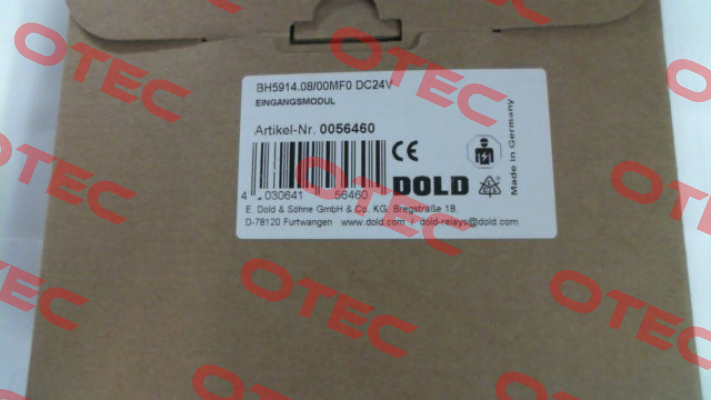 BH5914.08/00MF0 DC24V
EINGANGSMODUL
Artikel-Nr. 0056460
CE
Made in Germany
4 030641 56460
DOLD
E. Dold & Söhne GmbH & Co. KG. Bregstraße 18,
D-78120 Furtwangen www.dold.com / dold-relays@dold.com
OTEC
OTEC
OTEC
OTEC
OTEC
OTEC
OTEC
OTEC
OTEC
OTEC